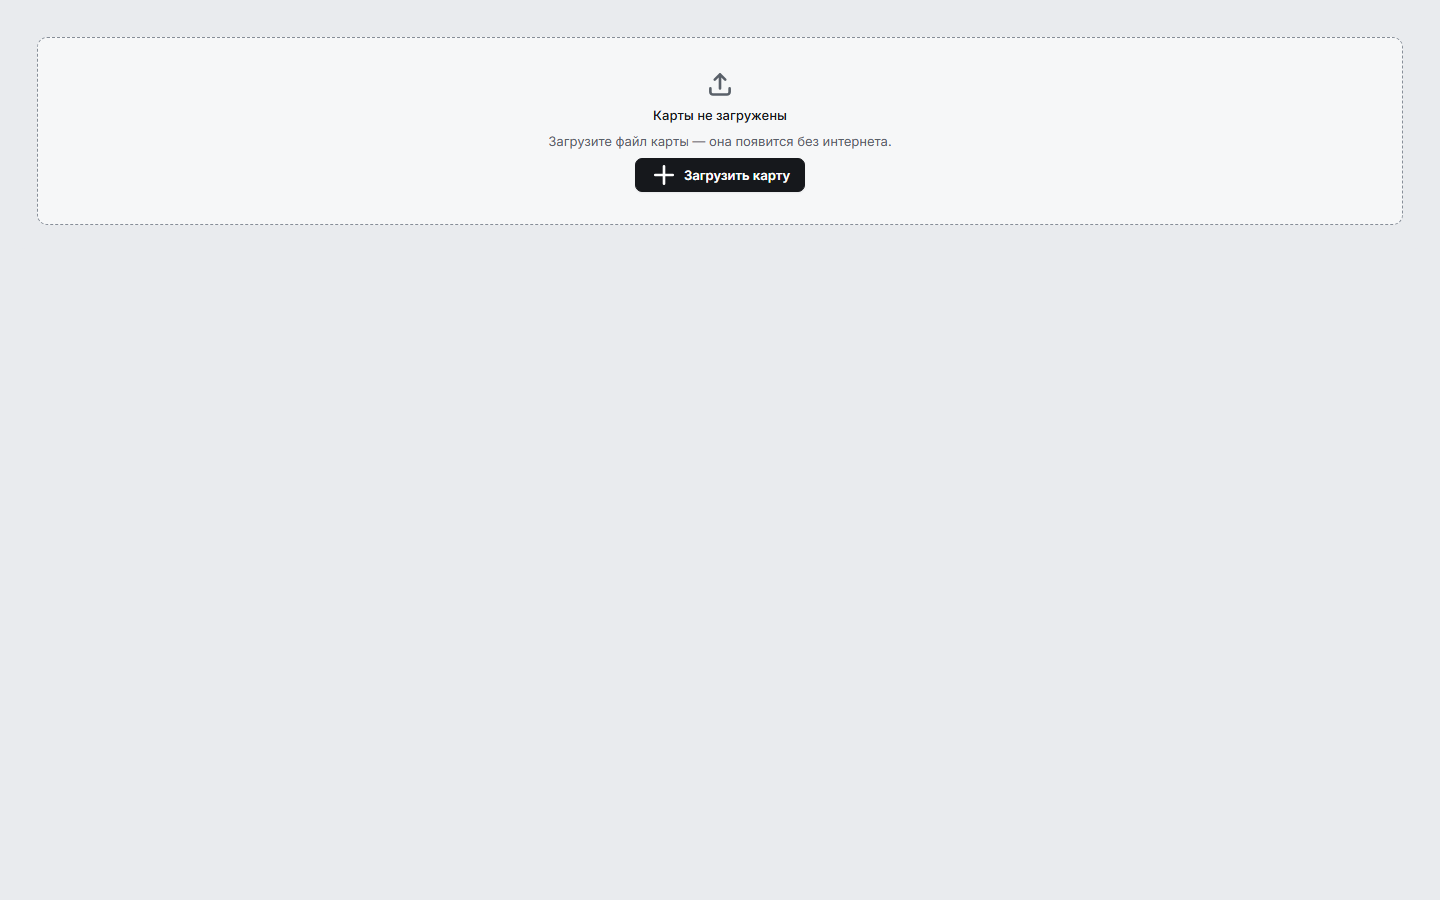 Карты не загружены
Загрузите файл карты — она появится без интернета.
Загрузить карту